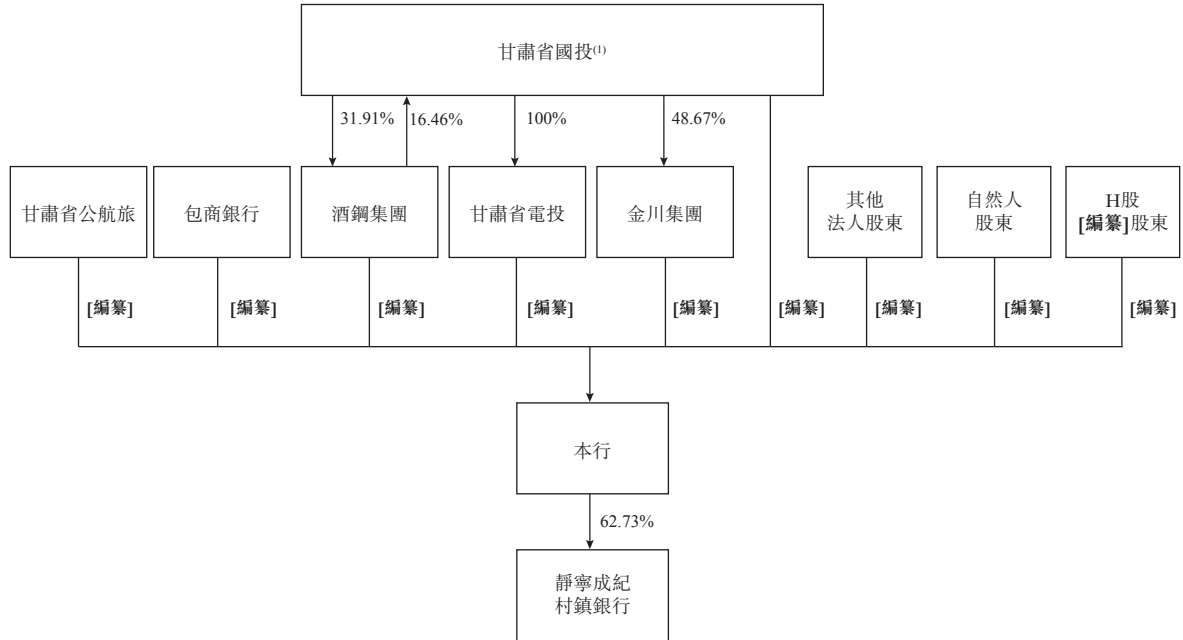 甘肅省國投(1)
31.91%
16.46%
100%
48.67%
甘肅省公航旅
包商銀行
酒鋼集團
甘肅省電投
金川集團
其他
法人股東
自然人
股東
H股
[編纂]股東
[編纂]
[編纂]
[編纂]
[編纂]
[編纂]
[編纂]
[編纂]
[編纂]
[編纂]
本行
62.73%
靜寧成紀
村鎮銀行